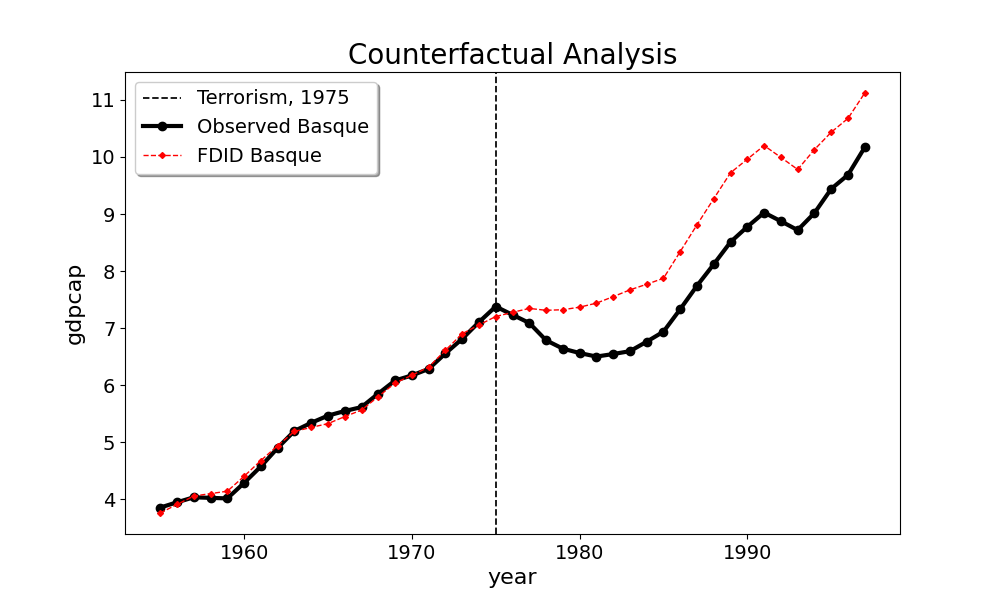 Counterfactual Analysis
Terrorism, 1975
Observed Basque
FDID Basque
11
10
9
8
7
6
5
4
gdpcap
1960 1970 1980 1990
year